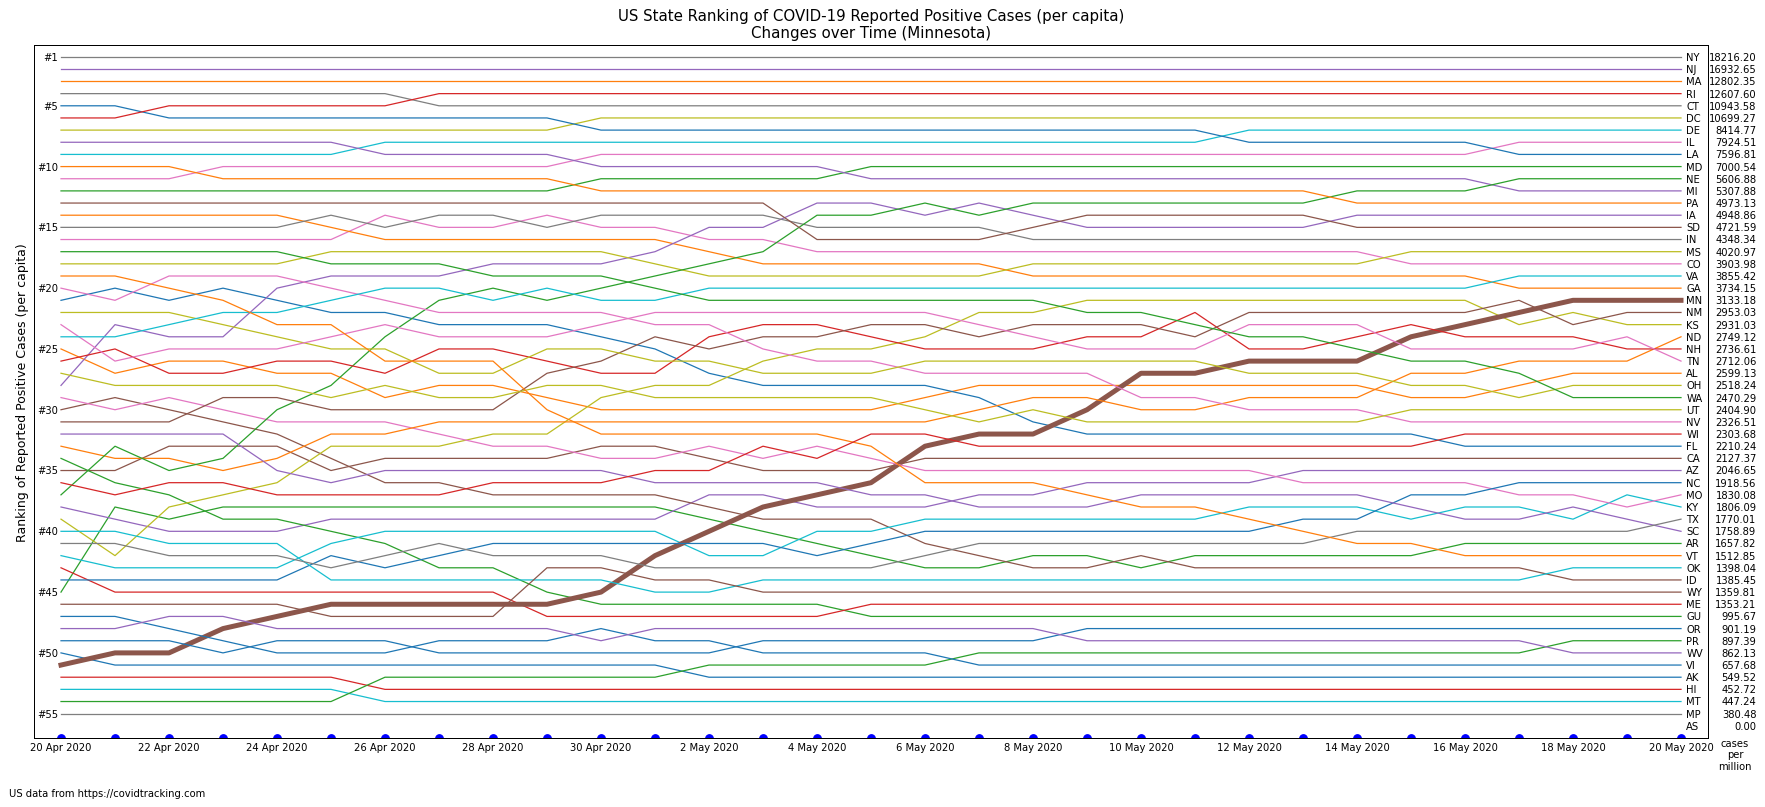 US State Ranking of COVID-19 Reported Positive Cases (per capita)
Changes over Time (Minnesota)
Ranking of Reported Positive Cases (per capita)
#1
#5
#10
#15
#20
#25
#30
#35
#40
#45
#50
#55
NY 18216.20
NJ 16932.65
MA 12802.35
RI 12607.60
CT 10943.58
DC 10699.27
DE 8414.77
IL 7924.51
LA 7596.81
MD 7000.54
NE 5606.88
MI 5307.88
PA 4973.13
IA 4948.86
SD 4721.59
IN 4348.34
MS 4020.97
CO 3903.98
VA 3855.42
GA 3734.15
MN 3133.18
NM 2953.03
KS 2931.03
ND 2749.12
NH 2736.61
TN 2712.06
AL 2599.13
OH 2518.24
WA 2470.29
UT 2404.90
NV 2326.51
WI 2303.68
FL 2210.24
CA 2127.37
AZ 2046.65
NC 1918.56
MO 1830.08
KY 1806.09
TX 1770.01
SC 1758.89
AR 1657.82
VT 1512.85
OK 1398.04
ID 1385.45
WY 1359.81
ME 1353.21
GU 995.67
OR 901.19
PR 897.39
WV 862.13
VI 657.68
AK 549.52
HI 452.72
MT 447.24
MP 380.48
AS 0.00
20 Apr 2020 22 Apr 2020 24 Apr 2020 26 Apr 2020 28 Apr 2020 30 Apr 2020 2 May 2020 4 May 2020 6 May 2020 8 May 2020 10 May 2020 12 May 2020 14 May 2020 16 May 2020 18 May 2020 20 May 2020
cases
per
million
US data from https://covidtracking.com